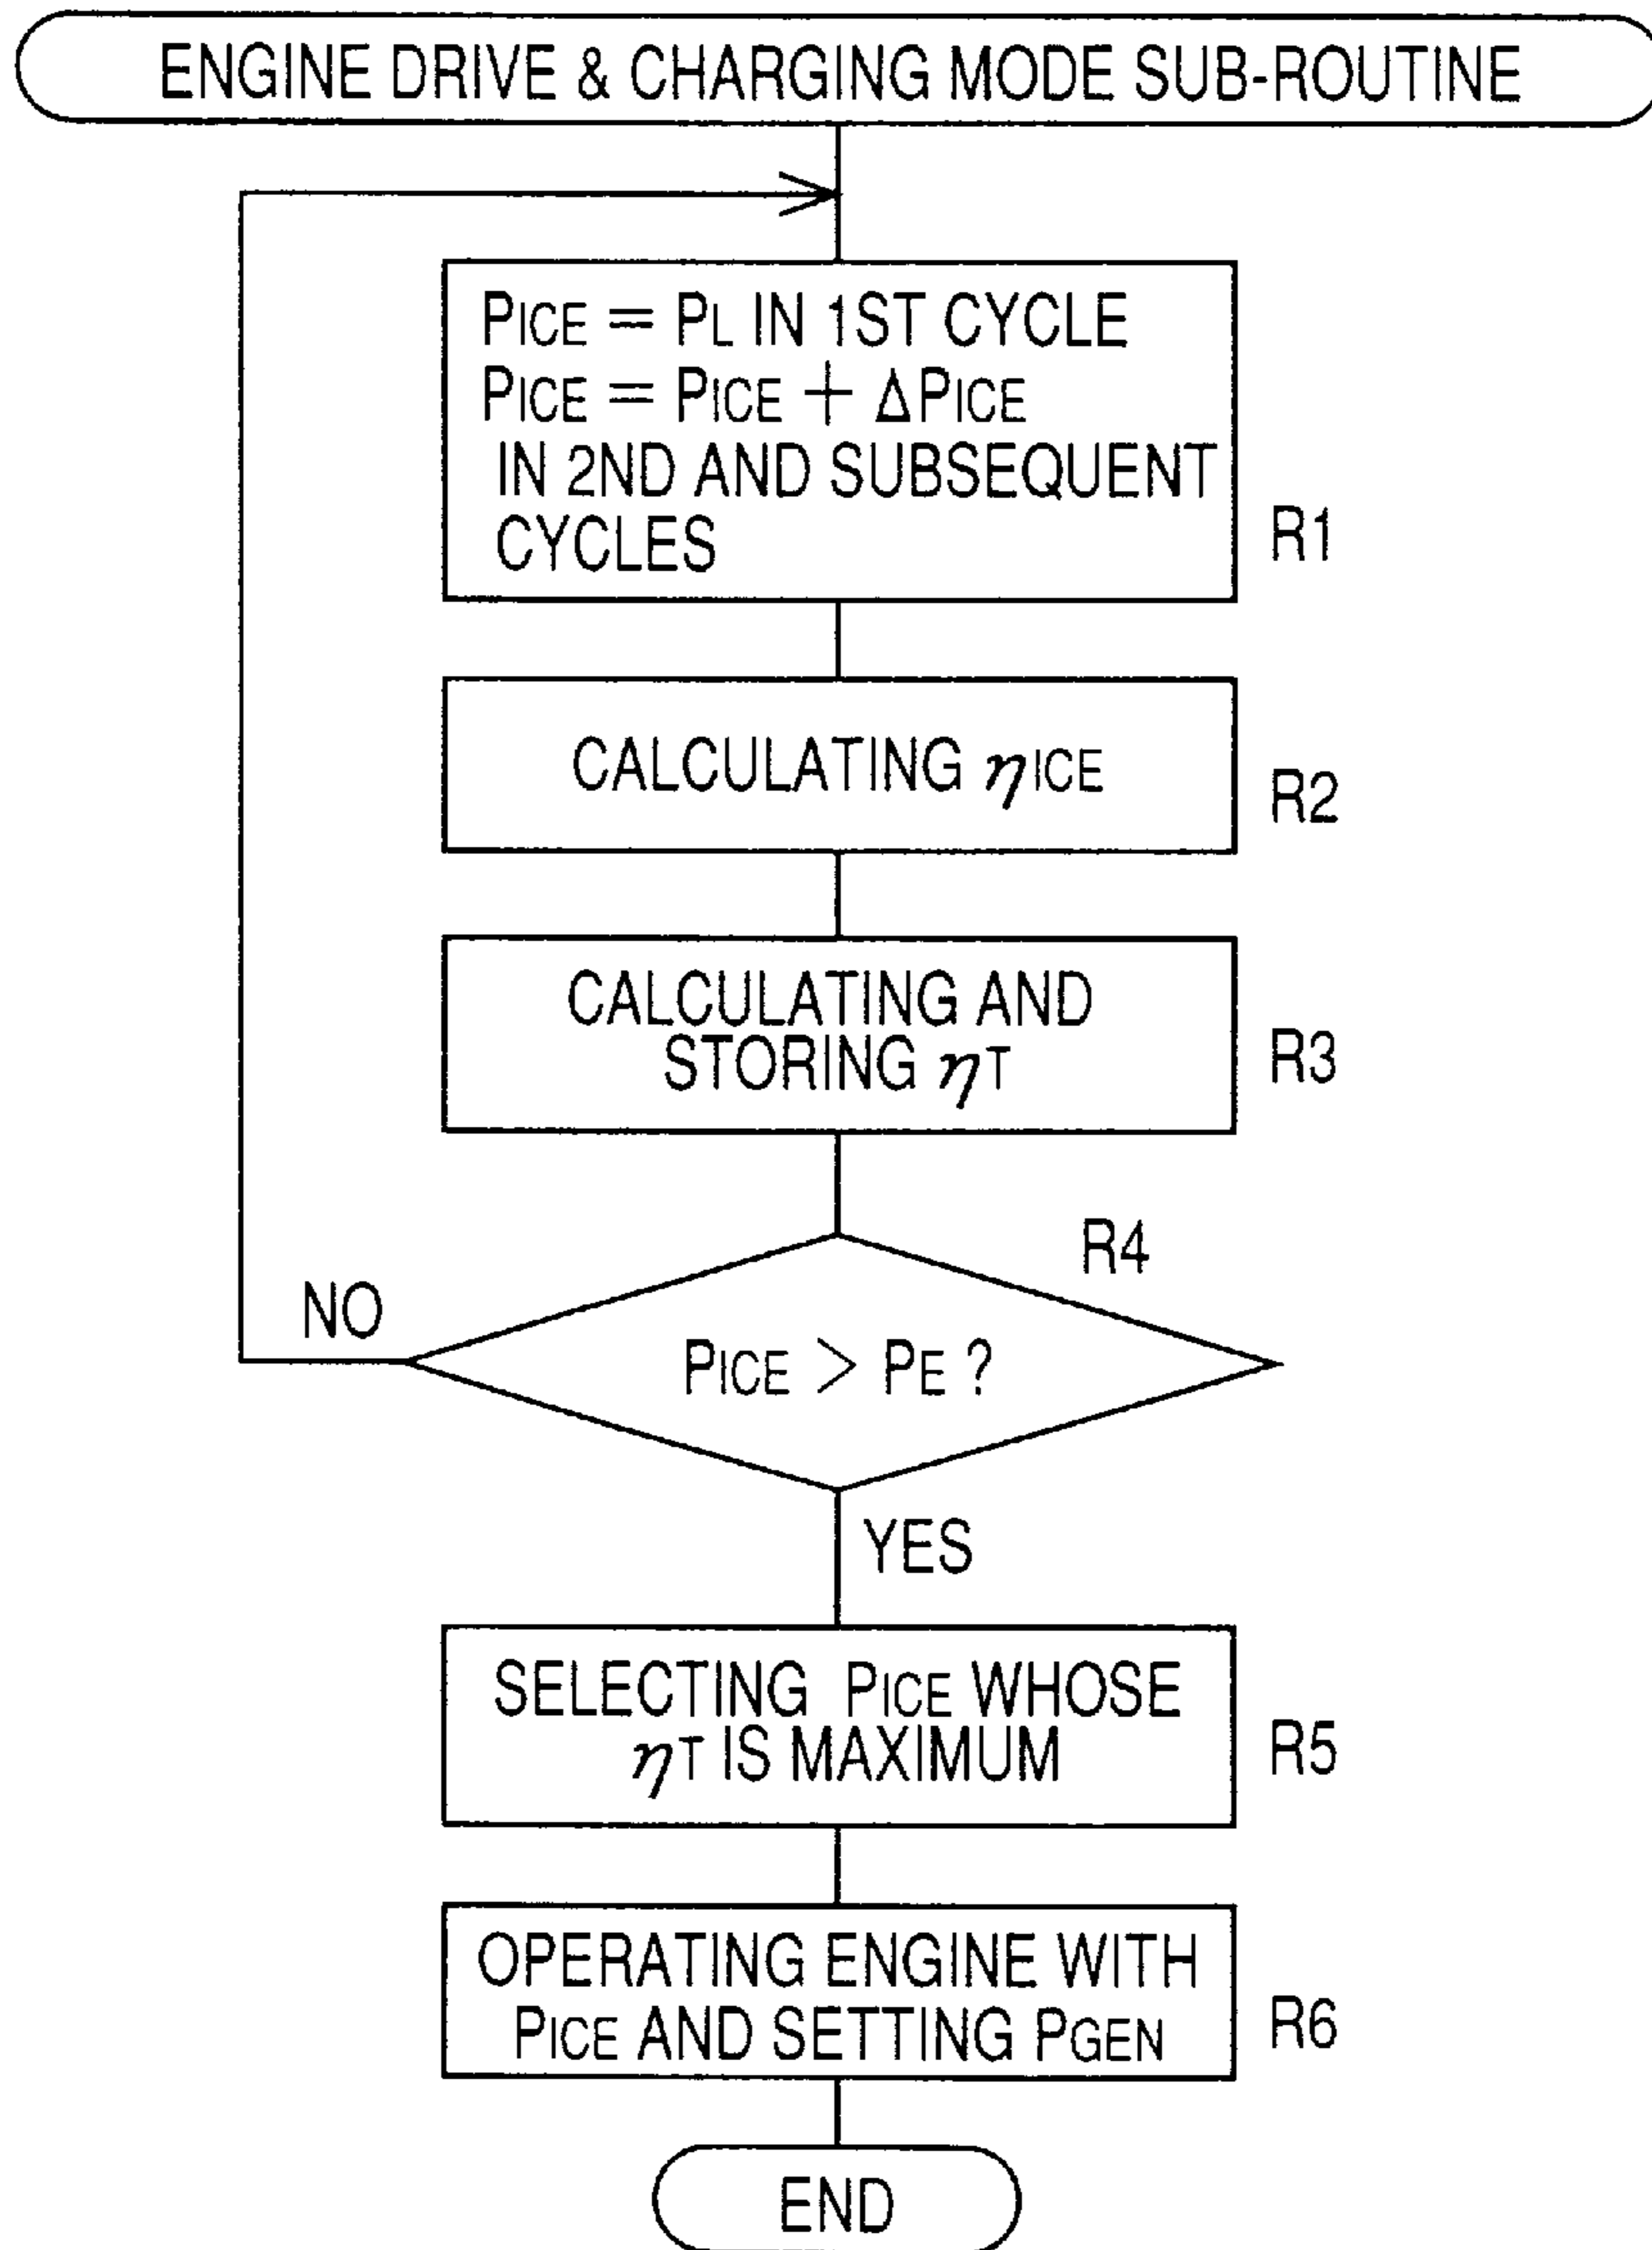 ENGINE DRIVE & CHARGING MODE SUB-ROUTINE
PICE = PL IN 1ST CYCLE
PICE = PICE + ΔPICE
IN 2ND AND SUBSEQUENT
CYCLES
R1
CALCULATING ηICE
R2
CALCULATING AND
STORING ηT
R3
R4
NO
PICE > PE ?
YES
SELECTING PICE WHOSE
ηT IS MAXIMUM
R5
OPERATING ENGINE WITH
PICE AND SETTING PGEN
R6
END